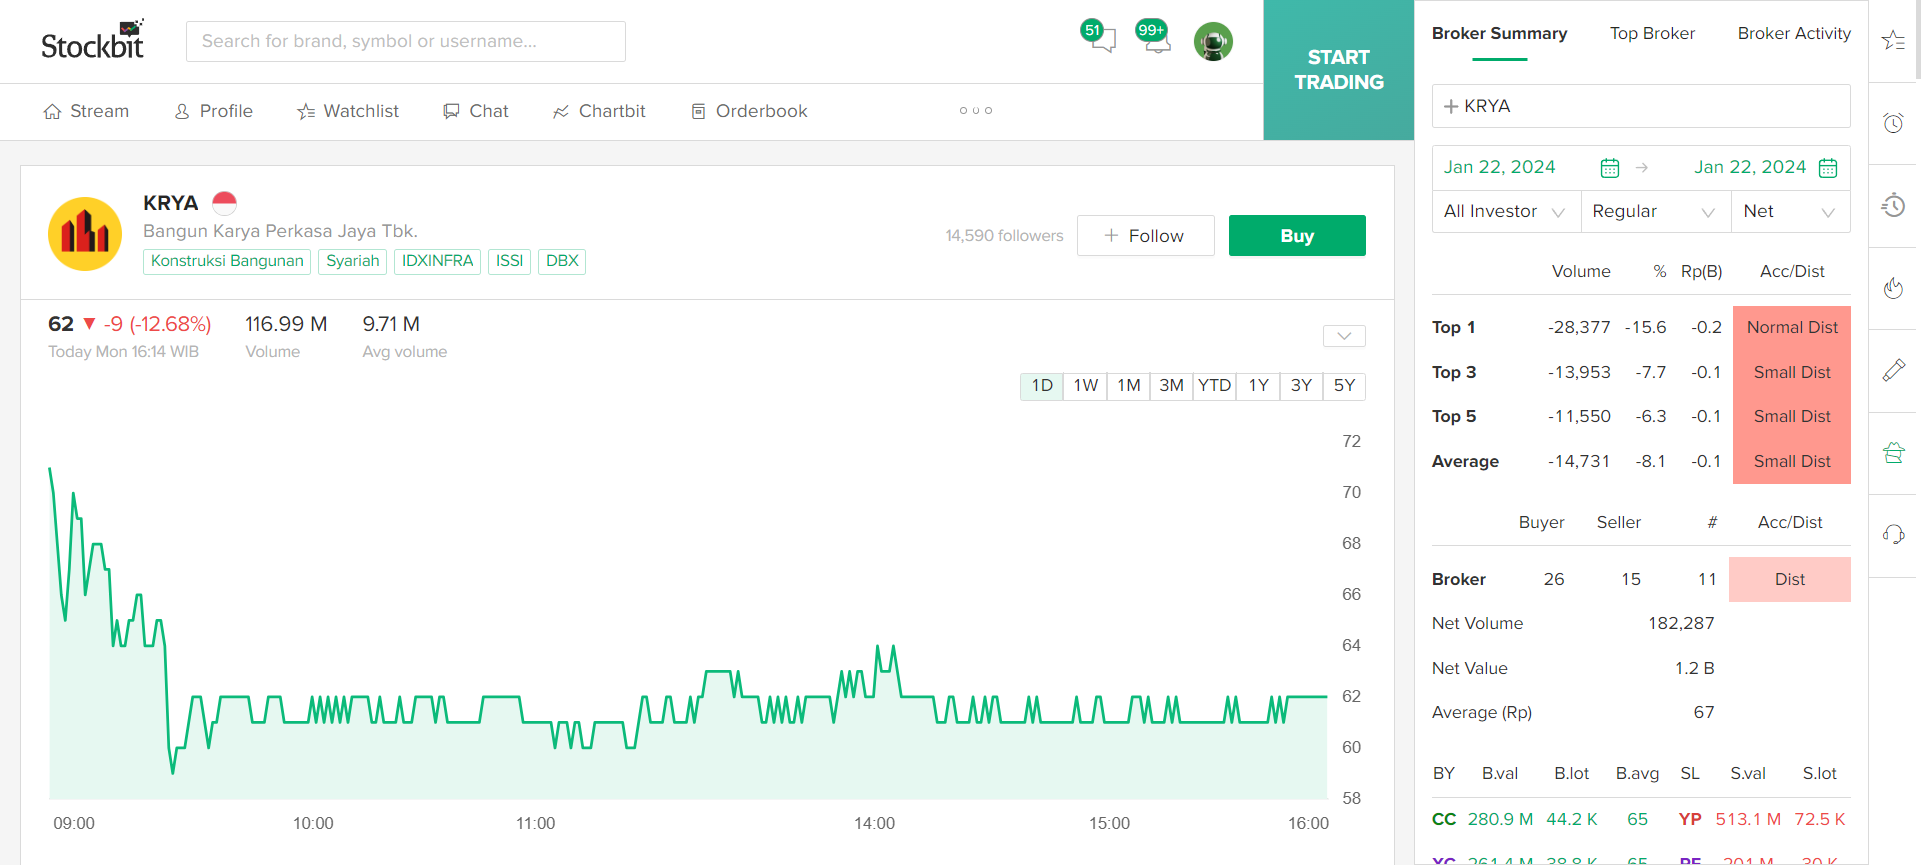 Stockbit
Search for brand, symbol or username...
51
99+
START
TRADING
Stream
Profile
Watchlist
Chat
Chartbit
Orderbook
KRYA
Bangun Karya Perkasa Jaya Tbk.
Konstruksi Bangunan
Syariah
IDXINFRA
ISSI
DBX
14,590 followers
+ Follow
Buy
62 ▼ -9 (-12.68%)
Today Mon 16:14 WIB
116.99 M
Volume
9.71 M
Avg volume
1D 1W 1M 3M YTD 1Y 3Y 5Y
72
70
68
66
64
62
60
58
09:00 10:00 11:00 14:00 15:00 16:00
Broker Summary Top Broker Broker Activity
+ KRYA
Jan 22, 2024 → Jan 22, 2024
All Investor Regular Net
Volume % Rp(B) Acc/Dist
Top 1 -28,377 -15.6 -0.2 Normal Dist
Top 3 -13,953 -7.7 -0.1 Small Dist
Top 5 -11,550 -6.3 -0.1 Small Dist
Average -14,731 -8.1 -0.1 Small Dist
Buyer Seller # Acc/Dist
Broker 26 15 11 Dist
Net Volume 182,287
Net Value 1.2 B
Average (Rp) 67
BY B.val B.lot B.avg SL S.val S.lot
CC 280.9 M 44.2 K 65 YP 513.1 M 72.5 K